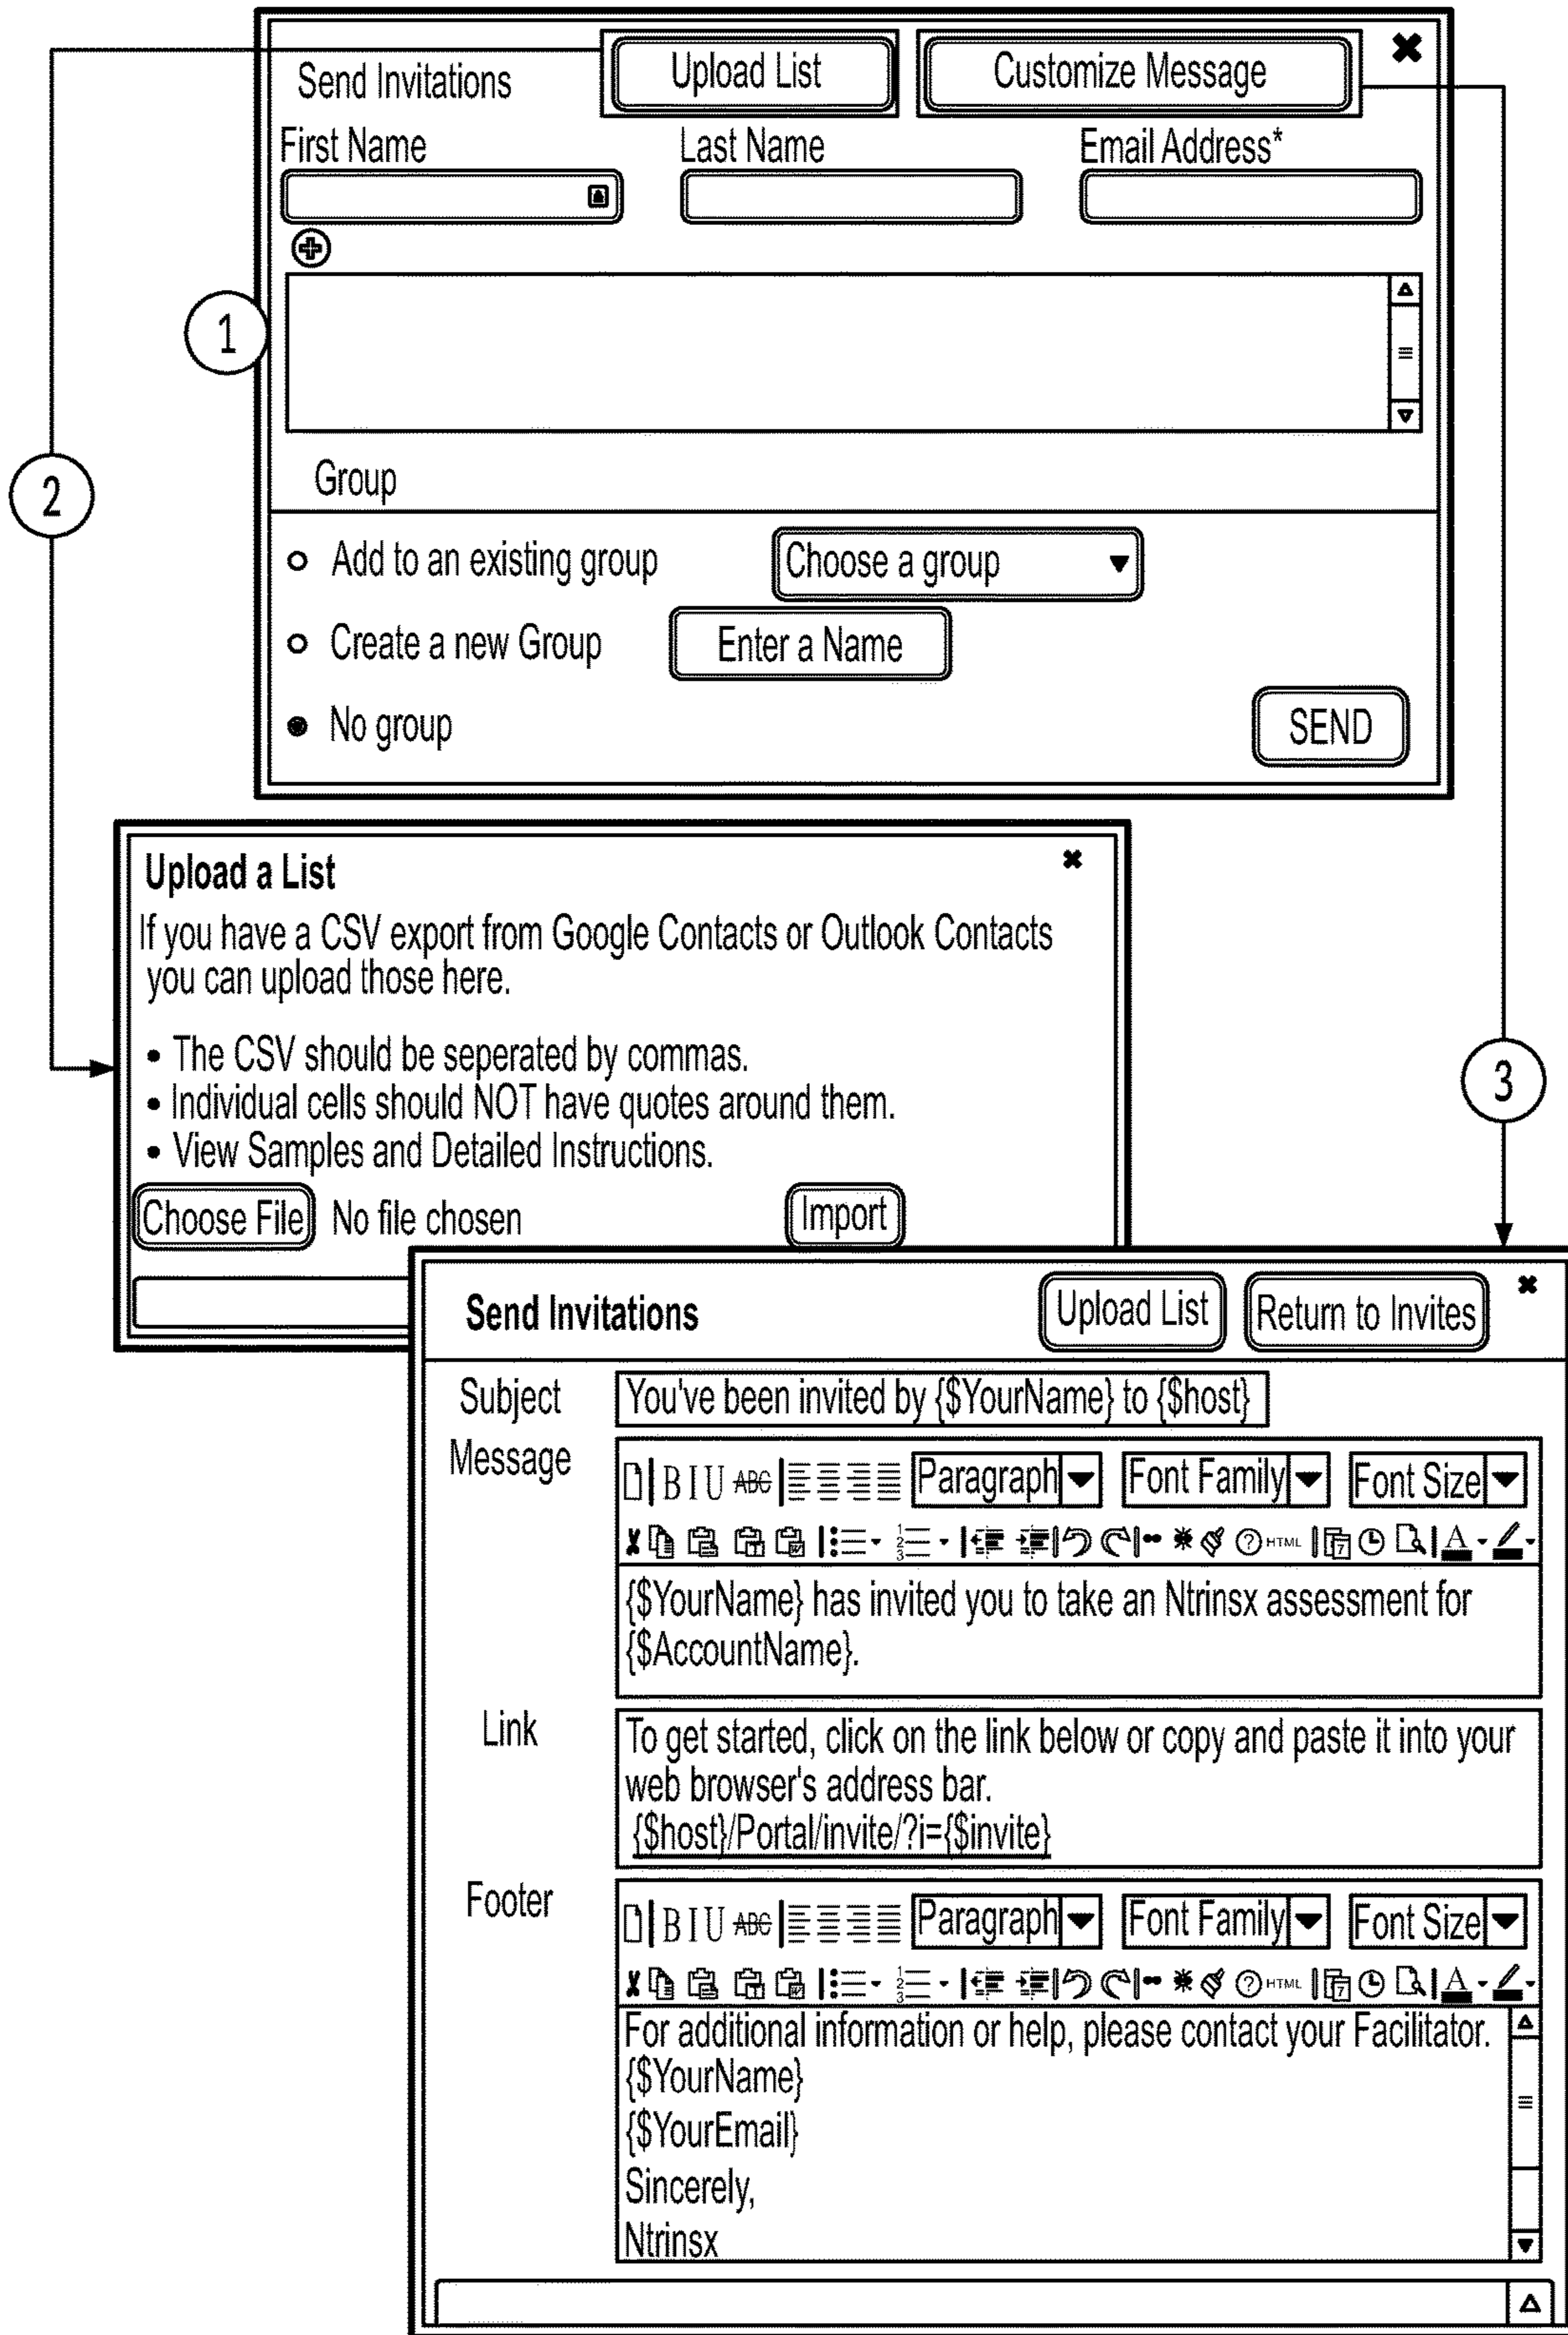 Send Invitations
Upload List
Customize Message
First Name
Last Name
Email Address*
1
2
Group
Add to an existing group
Choose a group
Create a new Group
Enter a Name
No group
SEND
Upload a List
If you have a CSV export from Google Contacts or Outlook Contacts
you can upload those here.
• The CSV should be seperated by commas.
• Individual cells should NOT have quotes around them.
• View Samples and Detailed Instructions.
Choose File No file chosen
Import
3
Send Invitations
Upload List
Return to Invites
Subject
You've been invited by {$YourName} to {$host}
Message
B I U ABC Paragraph Font Family Font Size
HTML 7 A
{$YourName} has invited you to take an Ntrinsx assessment for
{$AccountName}.
Link
To get started, click on the link below or copy and paste it into your
web browser's address bar.
{$host}/Portal/invite/?i={$invite}
Footer
B I U ABC Paragraph Font Family Font Size
HTML 7 A
For additional information or help, please contact your Facilitator.
{$YourName}
{$YourEmail}
Sincerely,
Ntrinsx